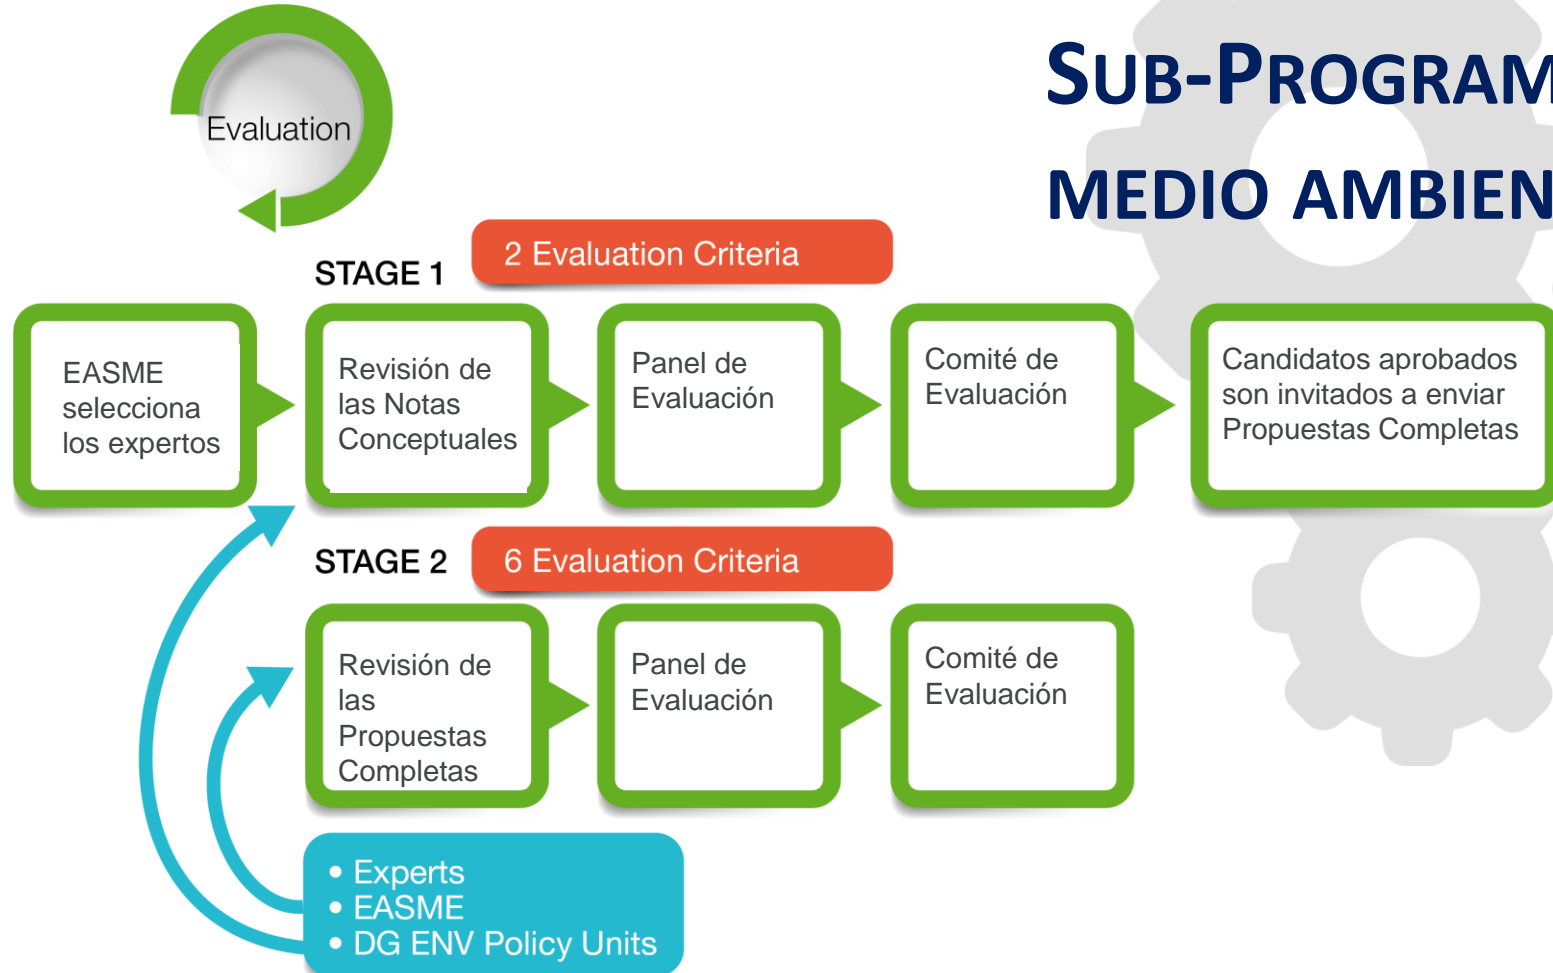 Evaluation
SUB-PROGRAM
MEDIO AMBIEN
STAGE 1
2 Evaluation Criteria
EASME
selecciona
los expertos
Revisión de
las Notas
Conceptuales
Panel de
Evaluación
Comité de
Evaluación
Candidatos aprobados
son invitados a enviar
Propuestas Completas
STAGE 2
6 Evaluation Criteria
Revisión de
las
Propuestas
Completas
Panel de
Evaluación
Comité de
Evaluación
• Experts
• EASME
• DG ENV Policy Units